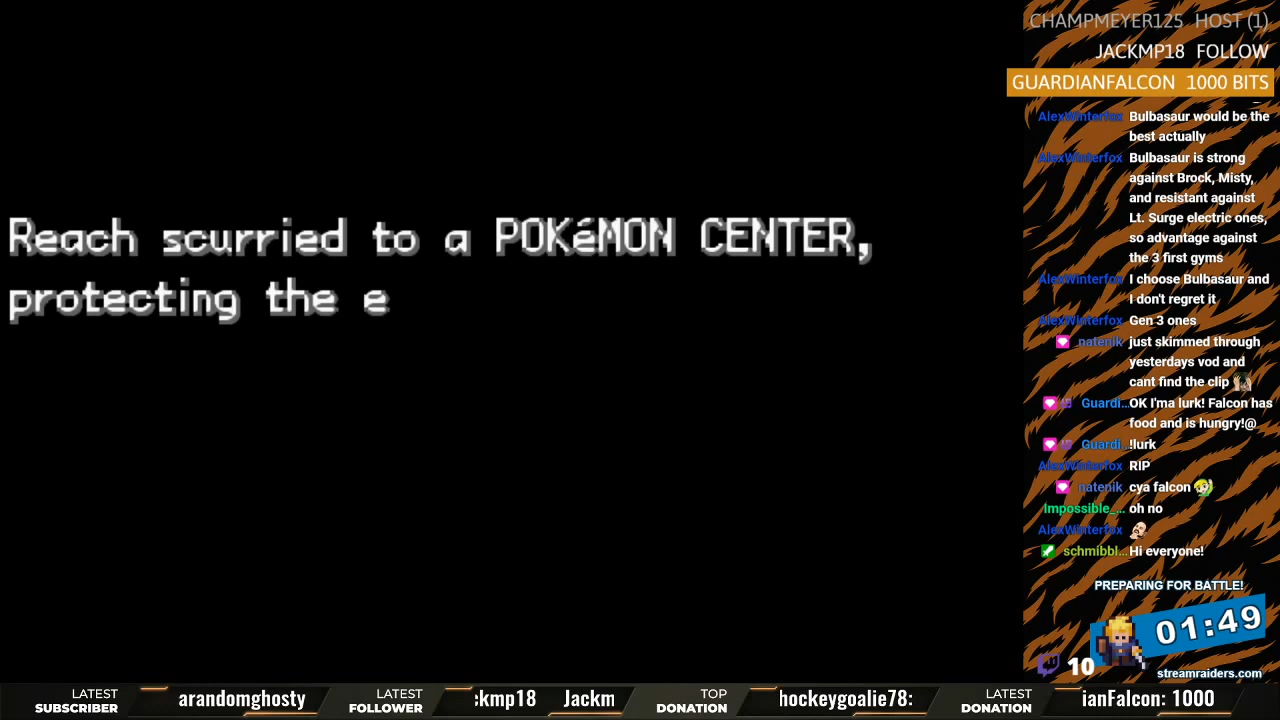 CHAMPMEYER125 HOST (1)
JACKMP18 FOLLOW
GUARDIANFALCON 1000 BITS
AlexWinterfox Bulbasaur would be the
best actually
AlexWinterfox Bulbasaur is strong
against Brock, Misty,
and resistant against
Lt. Surge electric ones,
so advantage against
the 3 first gyms
AlexWinterfox I choose Bulbasaur and
I don't regret it
AlexWinterfox Gen 3 ones
natenik just skimmed through
yesterdays vod and
cant find the clip
Guardi... OK I'ma lurk! Falcon has
food and is hungry!@
Guardi... !lurk
AlexWinterfox RIP
natenik cya falcon
Impossible_... oh no
AlexWinterfox
schmibbl... Hi everyone!
Reach scurried to a POKéMON CENTER,
protecting the e
PREPARING FOR BATTLE!
01:49
10
streamraiders.com
LATEST SUBSCRIBER arandomghosty
LATEST FOLLOWER :kmp18 Jackm
TOP DONATION hockeygoalie78:
LATEST DONATION ianFalcon: 1000